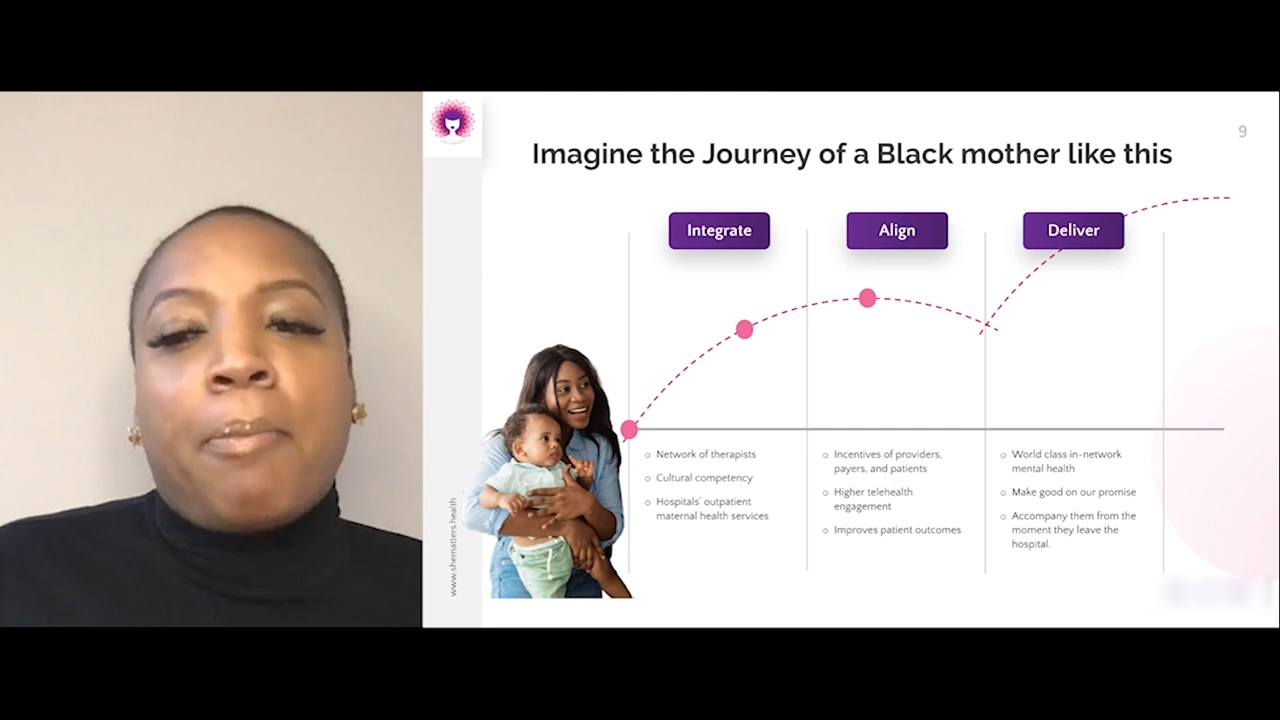 9
Imagine the Journey of a Black mother like this
Integrate
Align
Deliver
Network of therapists
Cultural competency
Hospitals' outpatient
maternal health services
Incentives of providers,
payers, and patients
Higher telehealth
engagement
Improves patient outcomes
World class in-network
mental health
Make good on our promise
Accompany them from the
moment they leave the
hospital.
www.shematters.health